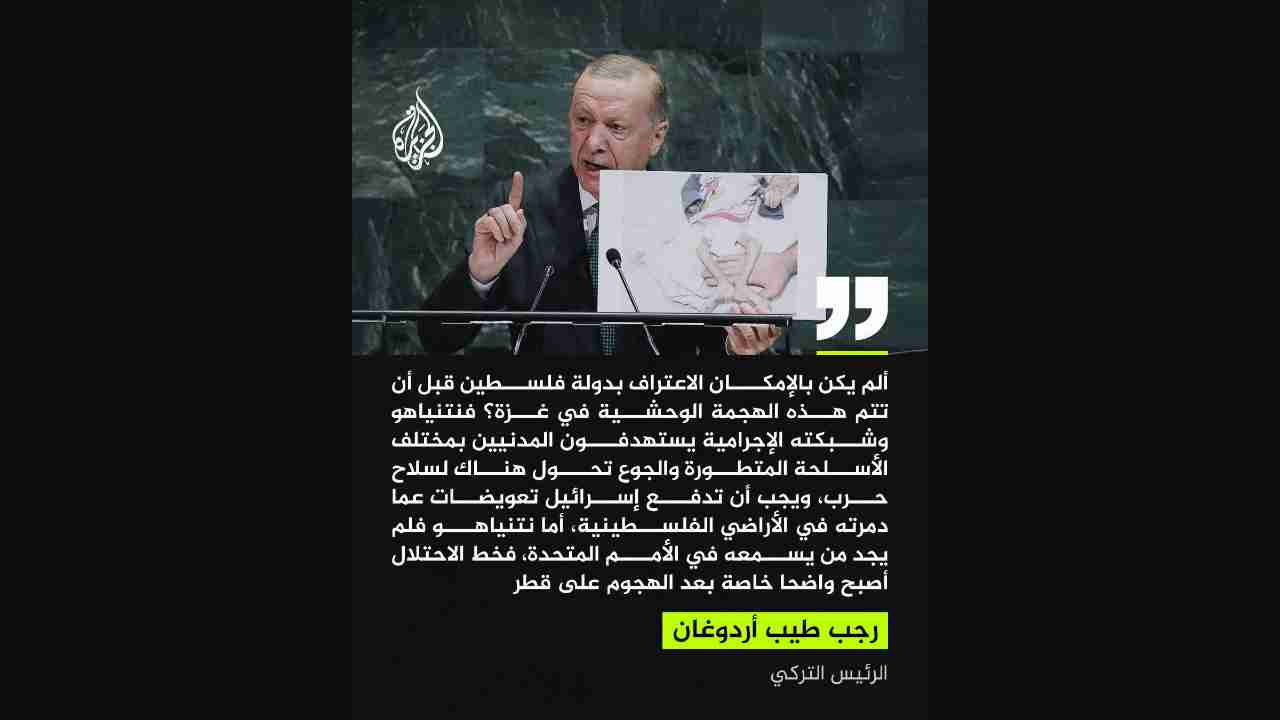 الجزيرة
ألم يكن بالإمكان الاعتراف بدولة فلسطين قبل أن
تتم هذه الهجمة الوحشية في غزة؟ فنتنياهو
وشبكته الإجرامية يستهدفون المدنيين بمختلف
الأسلحة المتطورة والجوع تحول هناك لسلاح
حرب، ويجب أن تدفع إسرائيل تعويضات عما
دمرته في الأراضي الفلسطينية، أما نتنياهو فلم
يجد من يسمعه في الأمم المتحدة، فخط الاحتلال
أصبح واضحا خاصة بعد الهجوم على قطر
رجب طيب أردوغان
الرئيس التركي